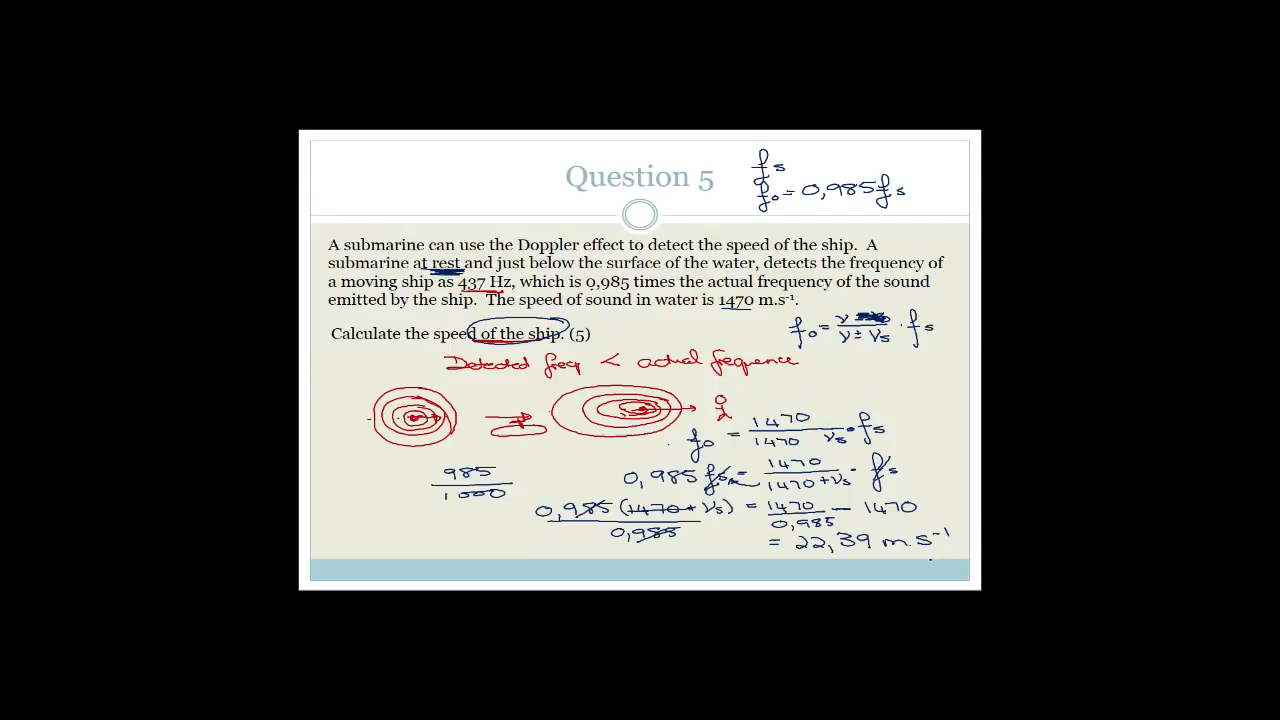 Question 5
fs
fo = 0,985fs
A submarine can use the Doppler effect to detect the speed of the ship. A
submarine at rest and just below the surface of the water, detects the frequency of
a moving ship as 437 Hz, which is 0,985 times the actual frequency of the sound
emitted by the ship. The speed of sound in water is 1470 m.s⁻¹.
Calculate the speed of the ship. (5)
fo = v / v ± vs · fs
Detected freq < actual frequence
fo = 1470 / 1470 vs · fs
985 / 1000
0,985 fs = 1470 / 1470 + vs · fs
0,985 (1470 + vs) / 0,985 = 1470 / 0,985 – 1470
= 22,39 m.s⁻¹